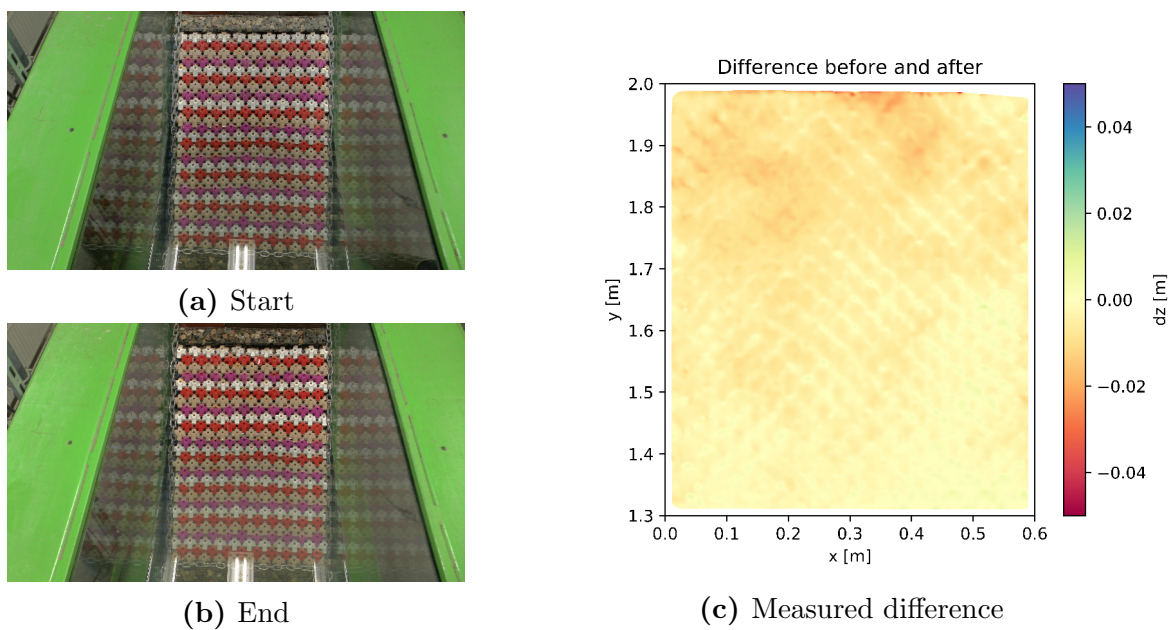 (a) Start
(b) End
Difference before and after
2.0
1.9
1.8
1.7
1.6
1.5
1.4
1.3
y [m]
0.0 0.1 0.2 0.3 0.4 0.5 0.6
x [m]
0.04
0.02
0.00
−0.02
−0.04
dz [m]
(c) Measured difference